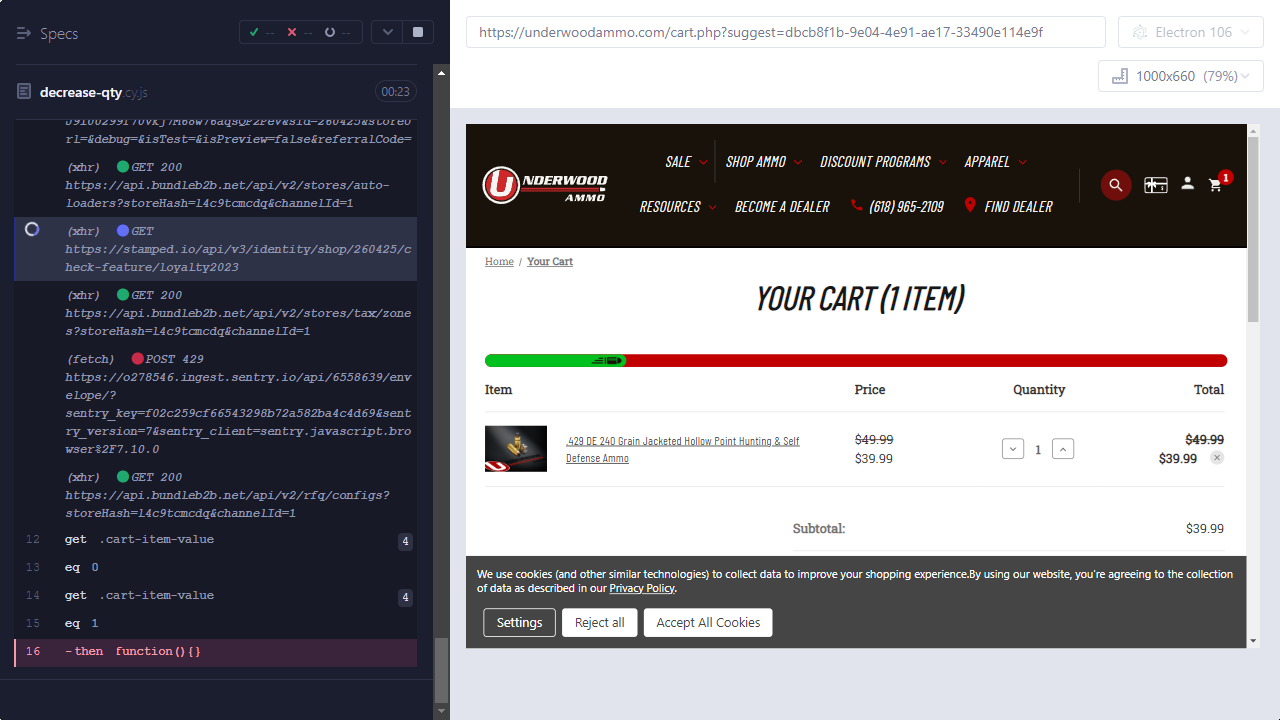 Specs
--
--
--
decrease-qty.cy.js
00:23
rl=&debug=&isTest=&isPreview=false&referralCode=
(xhr) GET 200
https://api.bundleb2b.net/api/v2/stores/auto-
loaders?storeHash=l4c9tcmcdq&channelId=1
(xhr) GET
https://stamped.io/api/v3/identity/shop/260425/c
heck-feature/loyalty2023
(xhr) GET 200
https://api.bundleb2b.net/api/v2/stores/tax/zone
s?storeHash=l4c9tcmcdq&channelId=1
(fetch) POST 429
https://o278546.ingest.sentry.io/api/6558639/env
elope/?
sentry_key=f02c259cf66543298b72a582ba4c4d69&sent
ry_version=7&sentry_client=sentry.javascript.bro
wser%2F7.10.0
(xhr) GET 200
https://api.bundleb2b.net/api/v2/rfq/configs?
storeHash=l4c9tcmcdq&channelId=1
12 get .cart-item-value 4
13 eq 0
14 get .cart-item-value 4
15 eq 1
16 -then function(){}
https://underwoodammo.com/cart.php?suggest=dbcb8f1b-9e04-4e91-ae17-33490e114e9f
Electron 106
1000x660 (79%)
UNDERWOOD
AMMO
SALE SHOP AMMO DISCOUNT PROGRAMS APPAREL
RESOURCES BECOME A DEALER (618) 965-2109 FIND DEALER
1
Home / Your Cart
YOUR CART (1 ITEM)
Item Price Quantity Total
.429 DE 240 Grain Jacketed Hollow Point Hunting & Self
Defense Ammo
$49.99
$39.99
1
$49.99
$39.99
Subtotal: $39.99
We use cookies (and other similar technologies) to collect data to improve your shopping experience.By using our website, you're agreeing to the collection
of data as described in our Privacy Policy.
Settings Reject all Accept All Cookies